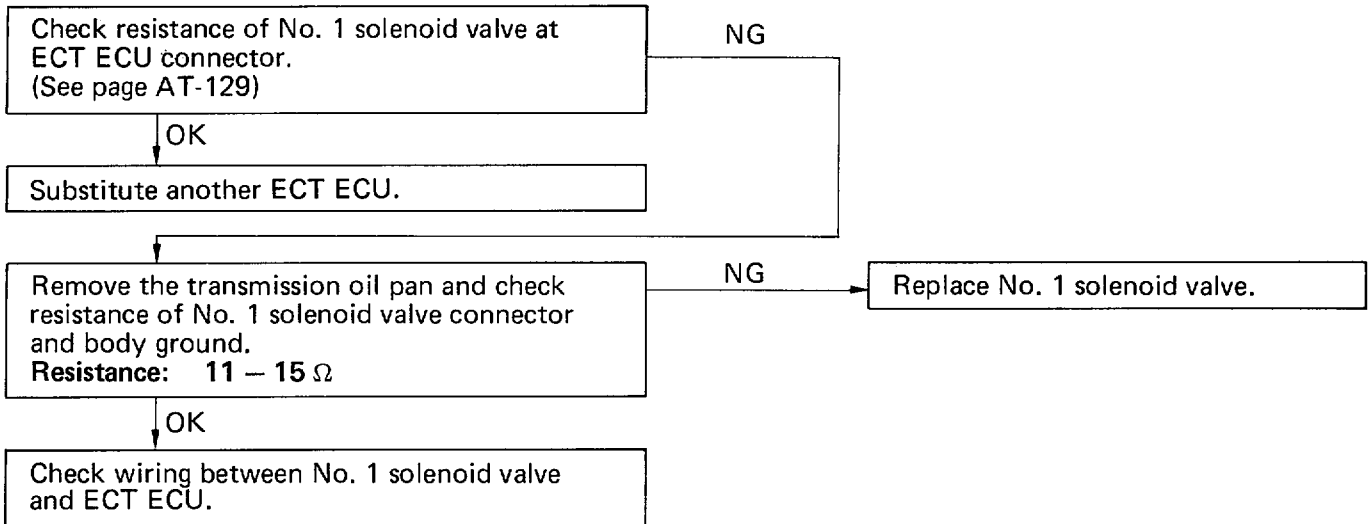 Check resistance of No. 1 solenoid valve at
ECT ECU connector.
(See page AT-129)
NG
OK
Substitute another ECT ECU.
Remove the transmission oil pan and check
resistance of No. 1 solenoid valve connector
and body ground.
Resistance: 11 – 15 Ω
NG
Replace No. 1 solenoid valve.
OK
Check wiring between No. 1 solenoid valve
and ECT ECU.